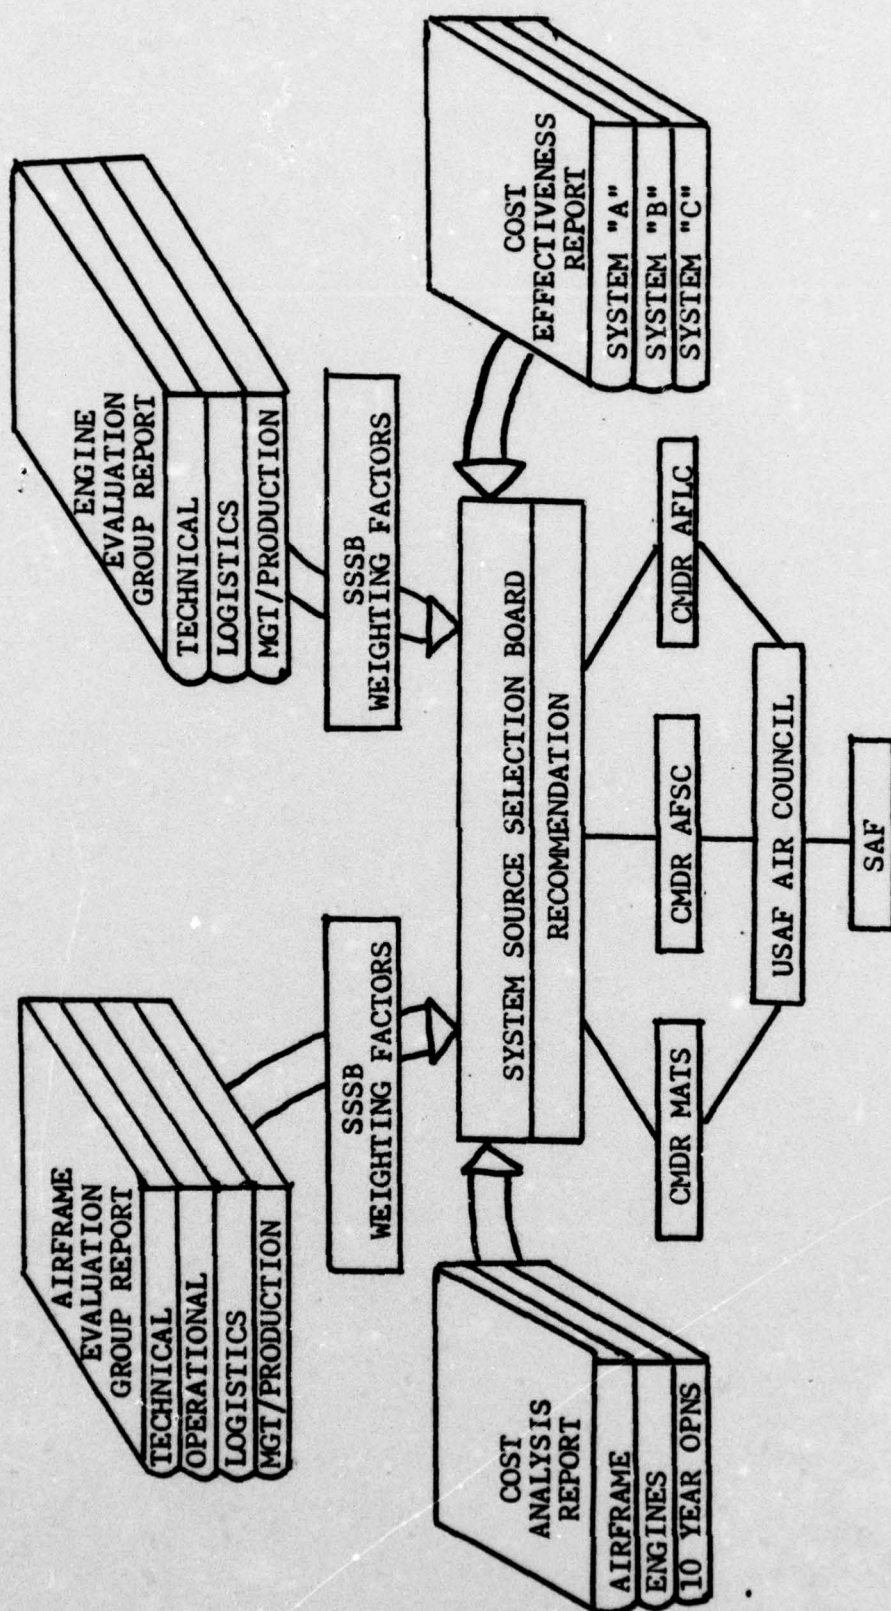 AIRFRAME
EVALUATION
GROUP REPORT
TECHNICAL
OPERATIONAL
LOGISTICS
MGT/PRODUCTION
ENGINE
EVALUATION
GROUP REPORT
TECHNICAL
LOGISTICS
MGT/PRODUCTION
SSSB
WEIGHTING FACTORS
SSSB
WEIGHTING FACTORS
COST
ANALYSIS
REPORT
AIRFRAME
ENGINES
10 YEAR OPNS
SYSTEM SOURCE SELECTION BOARD
RECOMMENDATION
COST
EFFECTIVENESS
REPORT
SYSTEM "A"
SYSTEM "B"
SYSTEM "C"
CMDR MATS
CMDR AFSC
CMDR AFLC
USAF AIR COUNCIL
SAF